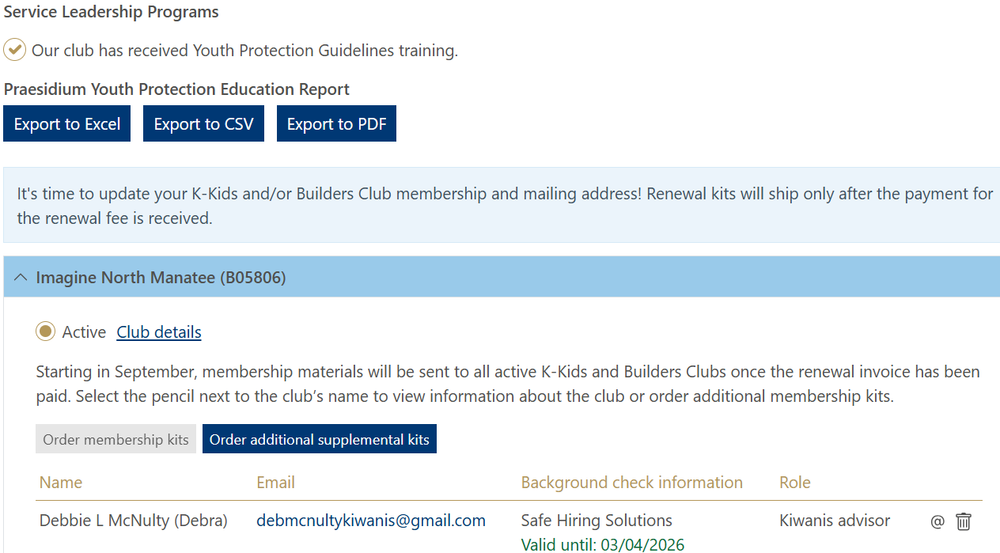 Service Leadership Programs
Our club has received Youth Protection Guidelines training.
Praesidium Youth Protection Education Report
Export to Excel Export to CSV Export to PDF
It's time to update your K-Kids and/or Builders Club membership and mailing address! Renewal kits will ship only after the payment for
the renewal fee is received.
Imagine North Manatee (B05806)
Active Club details
Starting in September, membership materials will be sent to all active K-Kids and Builders Clubs once the renewal invoice has been
paid. Select the pencil next to the club’s name to view information about the club or order additional membership kits.
Order membership kits Order additional supplemental kits
Name Email Background check information Role
Debbie L McNulty (Debra) debmcnultykiwanis@gmail.com Safe Hiring Solutions Kiwanis advisor @
Valid until: 03/04/2026